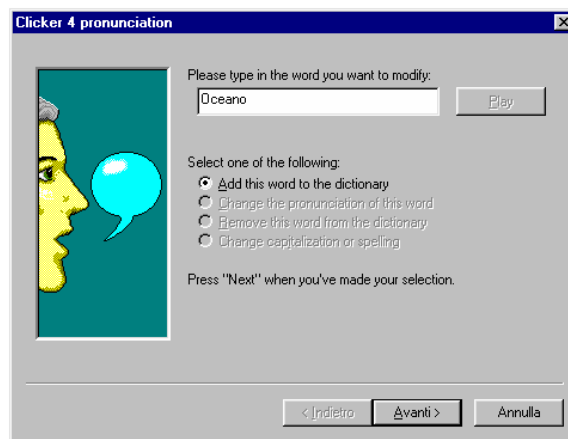 Clicker 4 pronunciation
Please type in the word you want to modify:
Oceano
Play
Select one of the following:
Add this word to the dictionary
Change the pronunciation of this word
Remove this word from the dictionary
Change capitalization or spelling
Press "Next" when you've made your selection.
< Indietro
Avanti >
Annulla